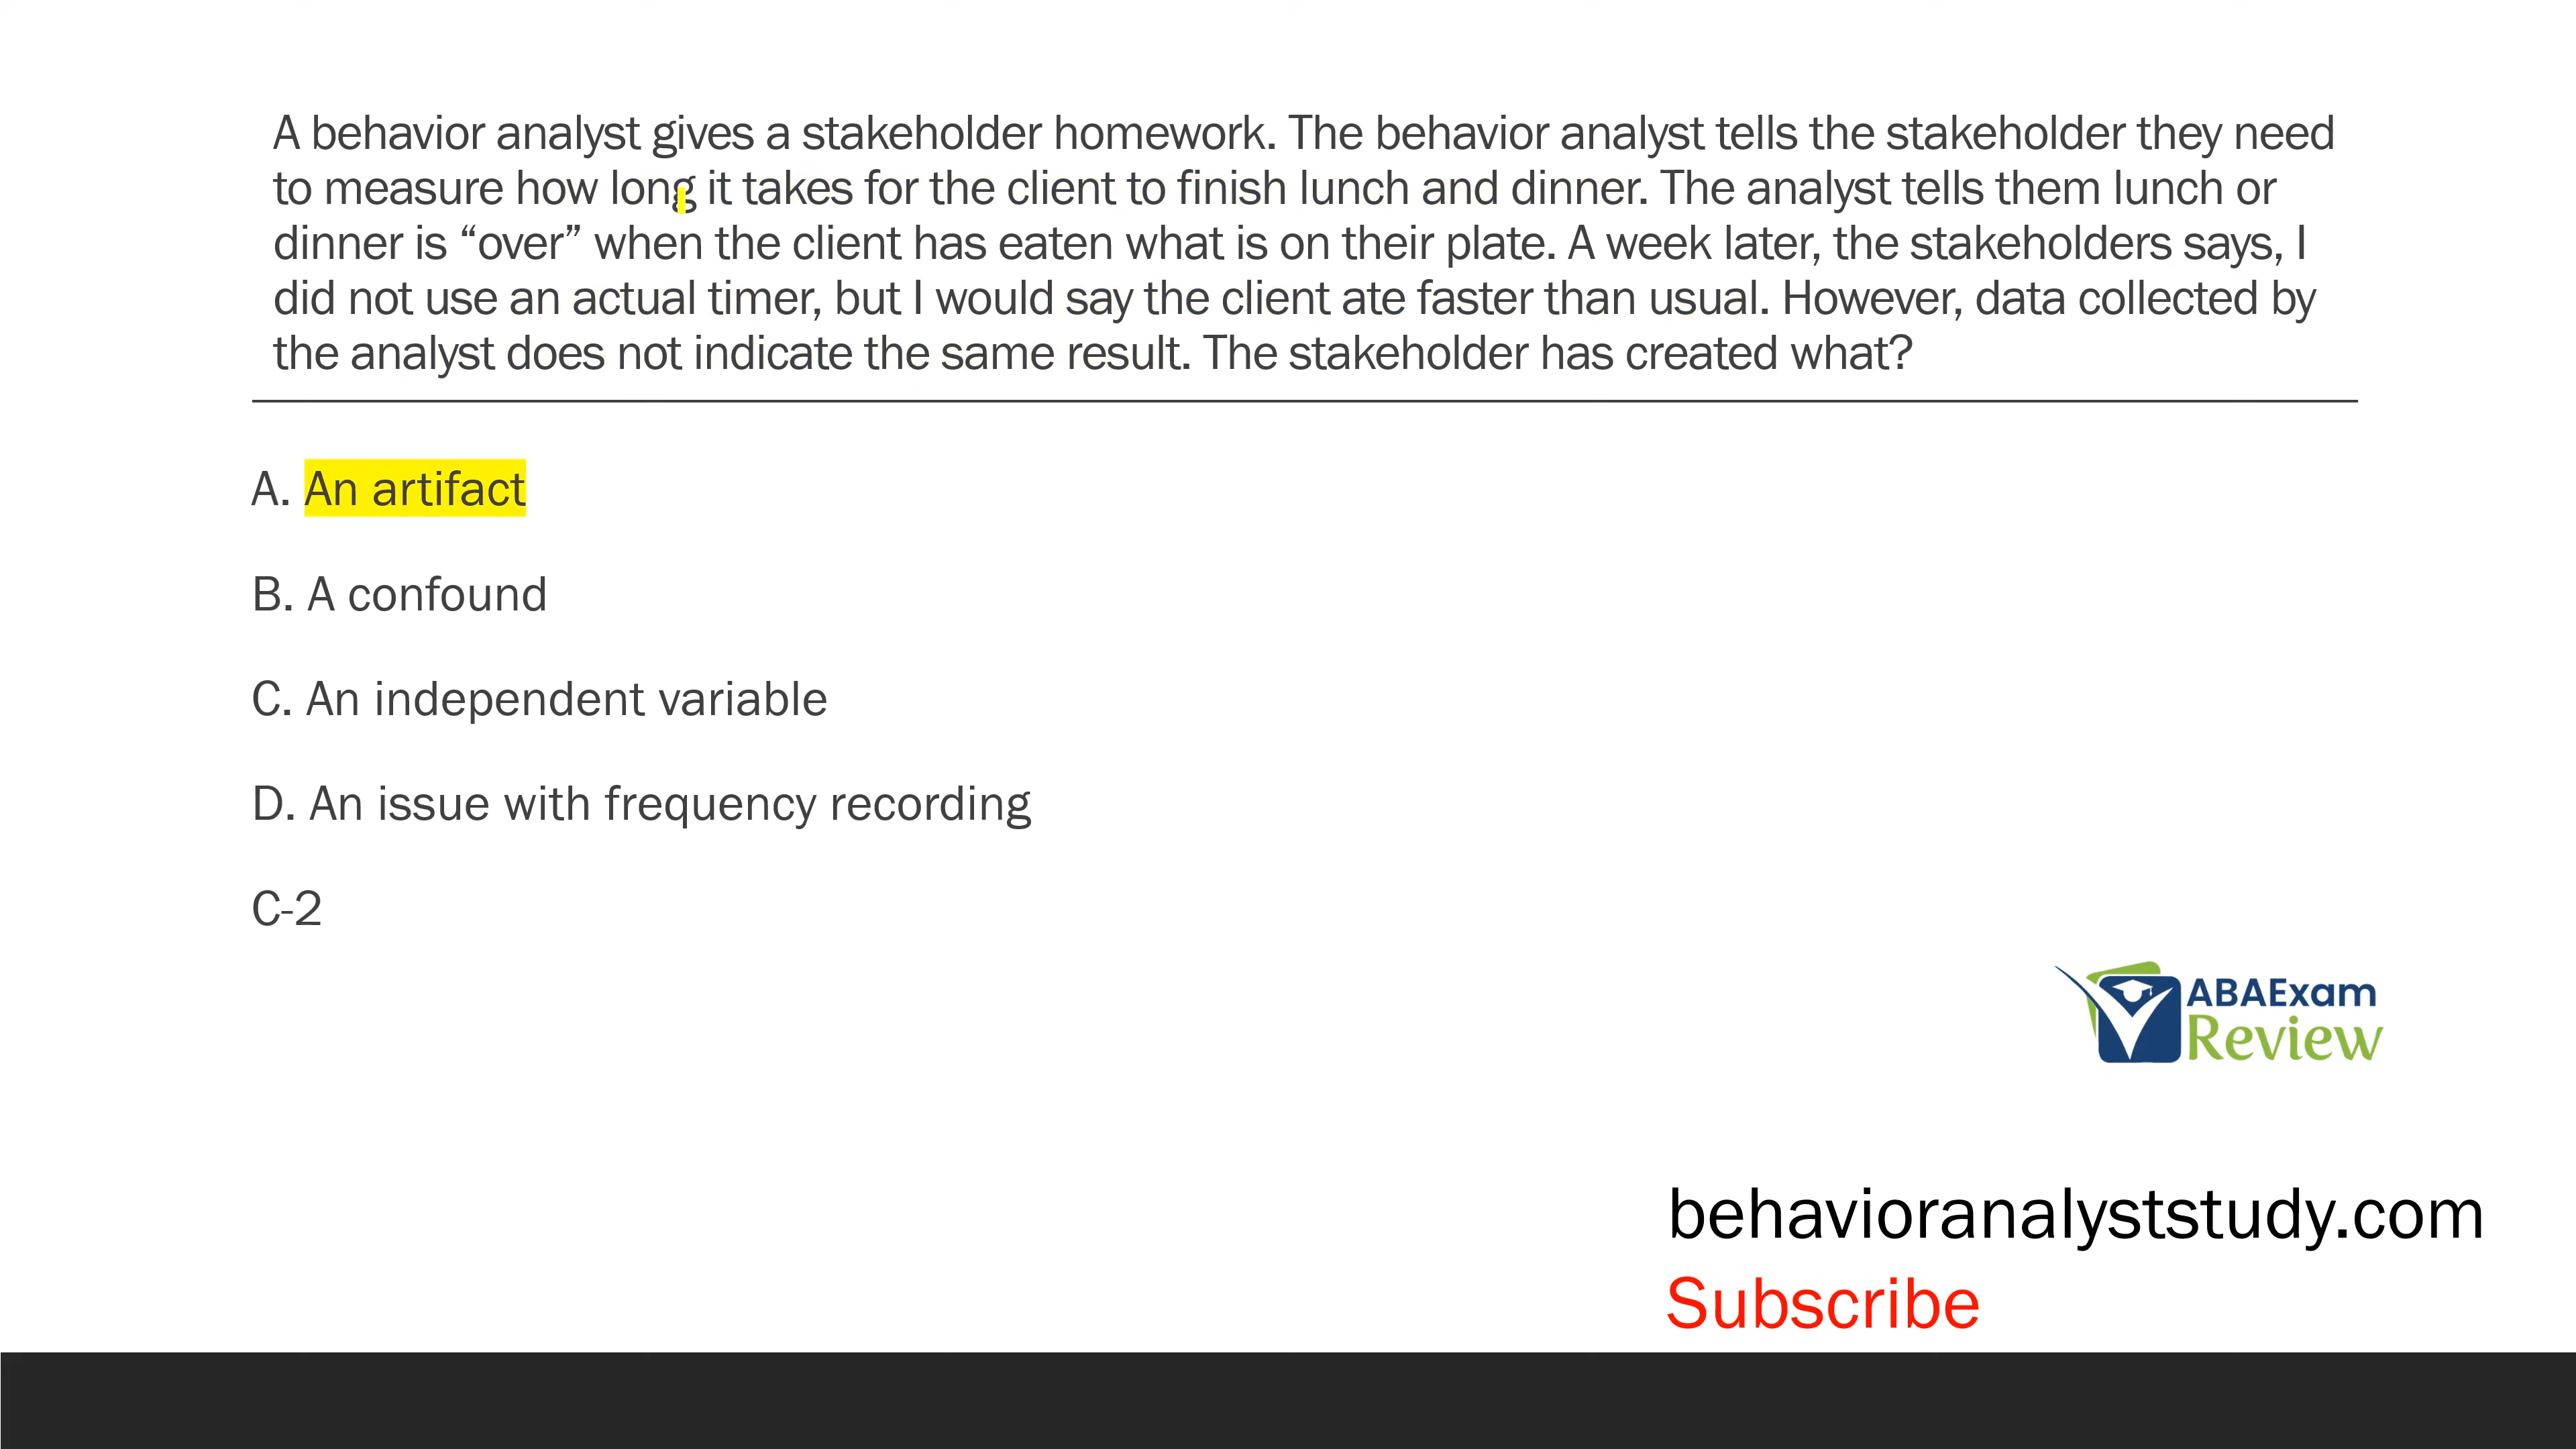 A behavior analyst gives a stakeholder homework. The behavior analyst tells the stakeholder they need
to measure how long it takes for the client to finish lunch and dinner. The analyst tells them lunch or
dinner is “over” when the client has eaten what is on their plate. A week later, the stakeholders says, I
did not use an actual timer, but I would say the client ate faster than usual. However, data collected by
the analyst does not indicate the same result. The stakeholder has created what?
A. An artifact
B. A confound
C. An independent variable
D. An issue with frequency recording
C-2
ABAExam
Review
behavioranalyststudy.com
Subscribe